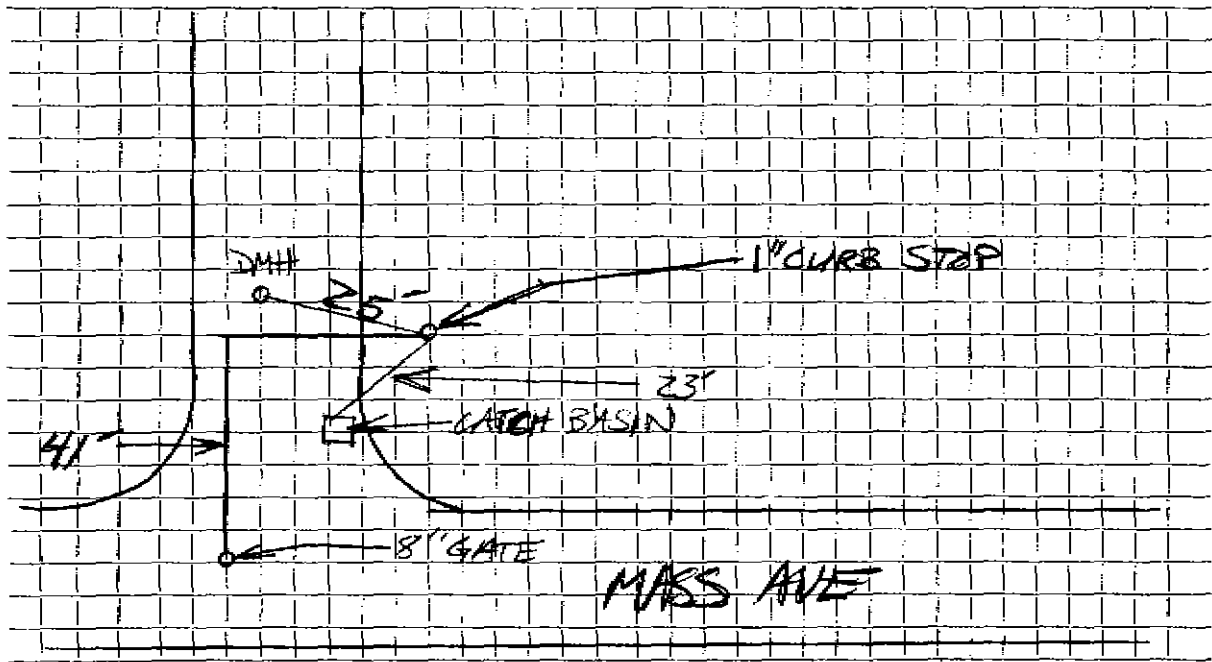 DMH
25'
1" CURB STOP
23'
CATCH BASIN
41'
8" GATE
MASS AVE